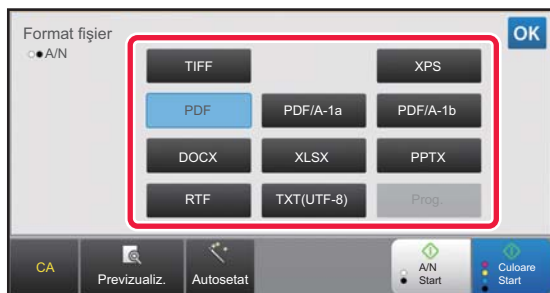 Format fișier
OK
A/N
TIFF
XPS
PDF
PDF/A-1a
PDF/A-1b
DOCX
XLSX
PPTX
RTF
TXT(UTF-8)
Prog.
CA
Previzualiz.
Autosetat
A/N
Start
Culoare
Start